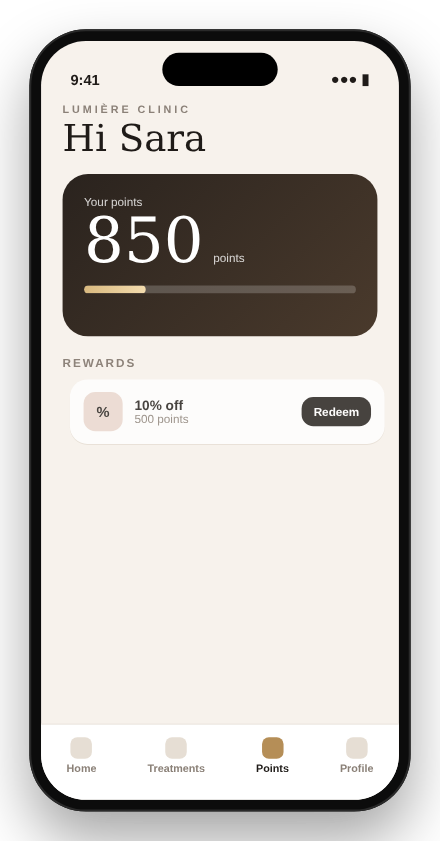 9:41
LUMIÈRE CLINIC
Hi Sara
Your points
850 points
REWARDS
%
10% off
500 points
Redeem
Home Treatments Points Profile